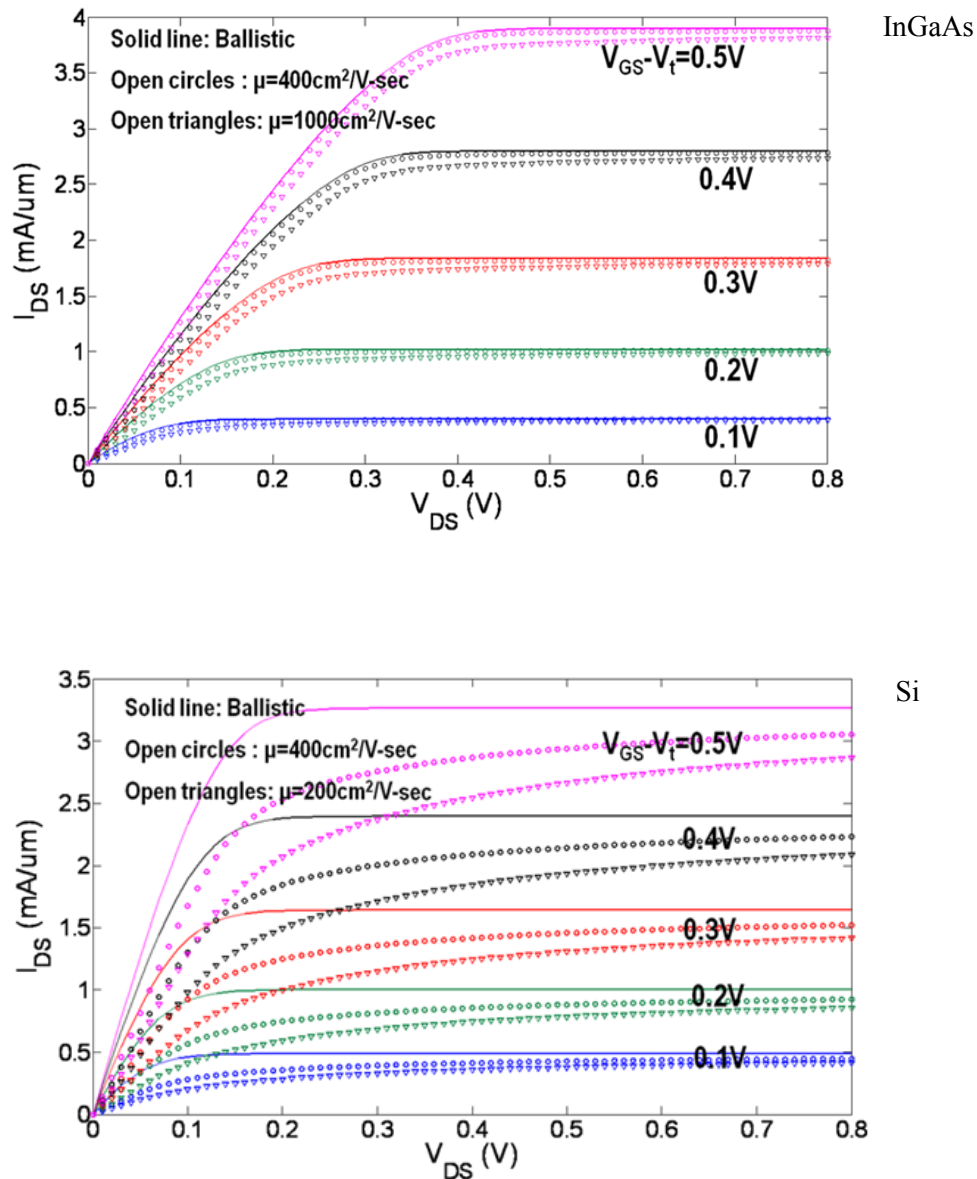 InGaAs
4
3.5
3
2.5
2
1.5
1
0.5
0
Solid line: Ballistic
Open circles : μ=400cm²/V-sec
Open triangles: μ=1000cm²/V-sec
V_GS-V_t=0.5V
0.4V
0.3V
0.2V
0.1V
I_DS (mA/um)
0 0.1 0.2 0.3 0.4 0.5 0.6 0.7 0.8
V_DS (V)
Si
3.5
3
2.5
2
1.5
1
0.5
0
Solid line: Ballistic
Open circles : μ=400cm²/V-sec
Open triangles: μ=200cm²/V-sec
V_GS-V_t=0.5V
0.4V
0.3V
0.2V
0.1V
I_DS (mA/um)
0 0.1 0.2 0.3 0.4 0.5 0.6 0.7 0.8
V_DS (V)